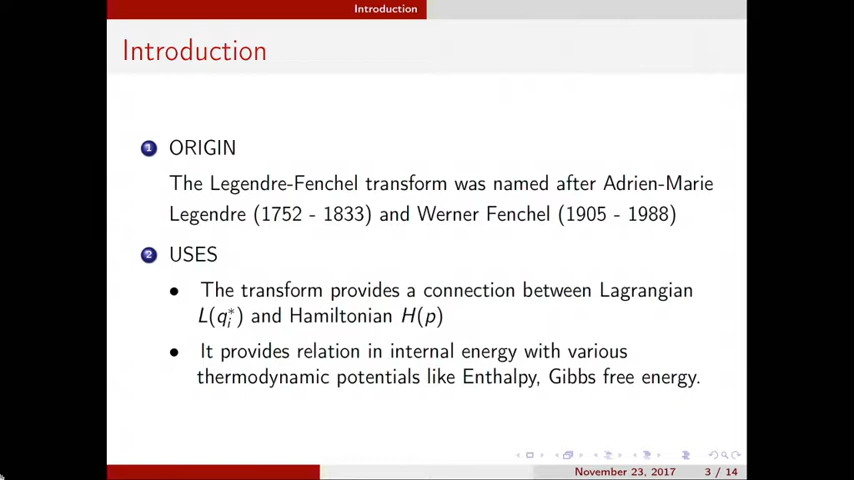 Introduction
Introduction
1 ORIGIN
The Legendre-Fenchel transform was named after Adrien-Marie
Legendre (1752 - 1833) and Werner Fenchel (1905 - 1988)
2 USES
• The transform provides a connection between Lagrangian
L(q_i^*) and Hamiltonian H(p)
• It provides relation in internal energy with various
thermodynamic potentials like Enthalpy, Gibbs free energy.
November 23, 2017 3 / 14